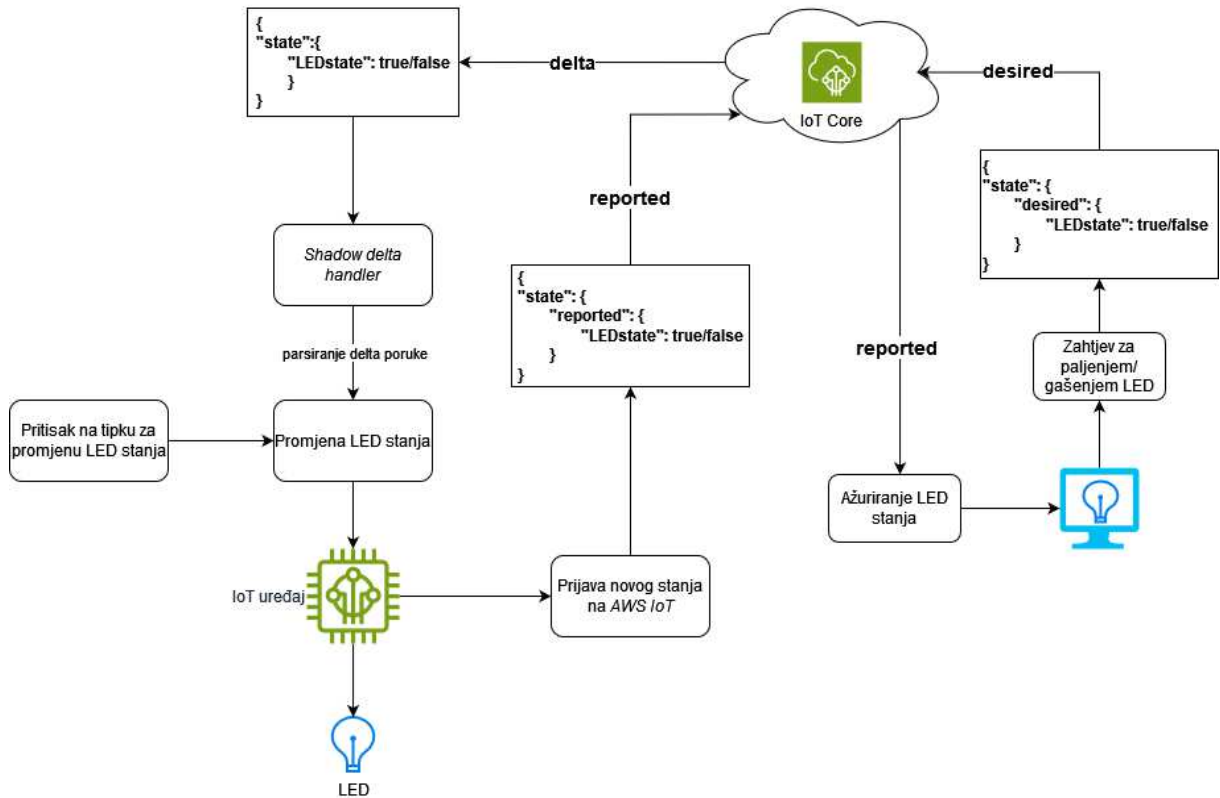 {
"state":{
"LEDstate": true/false
}
}
delta
IoT Core
desired
{
"state": {
"desired": {
"LEDstate": true/false
}
}
reported
Shadow delta
handler
{
"state": {
"reported": {
"LEDstate": true/false
}
}
parsiranje delta poruke
reported
Zahtjev za
paljenjem/
gašenjem LED
Pritisak na tipku za
promjenu LED stanja
Promjena LED stanja
Ažuriranje LED
stanja
IoT uređaj
Prijava novog stanja
na AWS IoT
LED